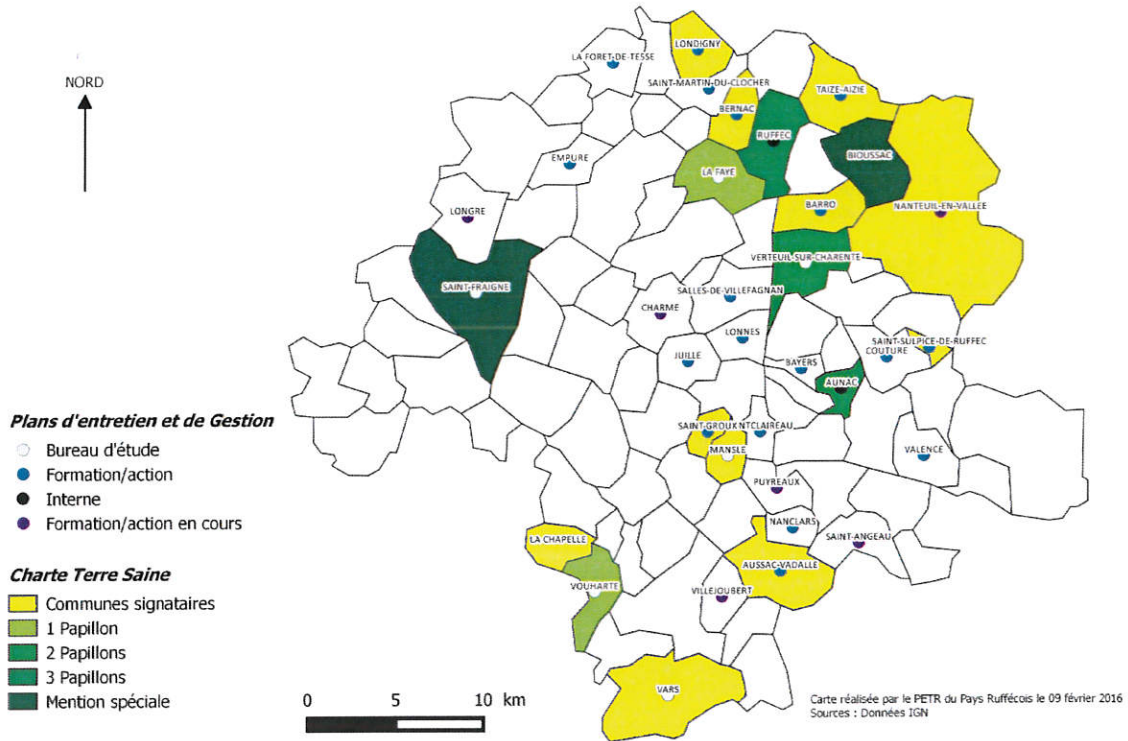 NORD
LONDIGNY
LA FORET-DE-TESSE
SAINT-MARTIN-DU-CLOCHER
TAIZE-AIZIE
BERNAC
RUFFEC
BIOUSSAC
EMPURE
LA FAYE
LONGRE
BARRO
NANTEUIL-EN-VALLEE
VERTEUIL-SUR-CHARENTE
SAINT-FRAIGNE
SALLES-DE-VILLEFAGNAN
CHARME
LONNES
SAINT-SULPICE-DE-RUFFEC
COUTURE
JUILLE
BAYERS
AUNAC
SAINT-GROUX
NTCLAIREAU
MANSLE
VALENCE
PUYREAUX
NANCLARS
SAINT-ANGEAU
LA CHAPELLE
AUSSAC-VADALLE
VOUHARTE
VILLEJOUBERT
VARS
Plans d'entretien et de Gestion
Bureau d'étude
Formation/action
Interne
Formation/action en cours
Charte Terre Saine
Communes signataires
1 Papillon
2 Papillons
3 Papillons
Mention spéciale
0 5 10 km
Carte réalisée par le PETR du Pays Ruffécois le 09 février 2016
Sources : Données IGN